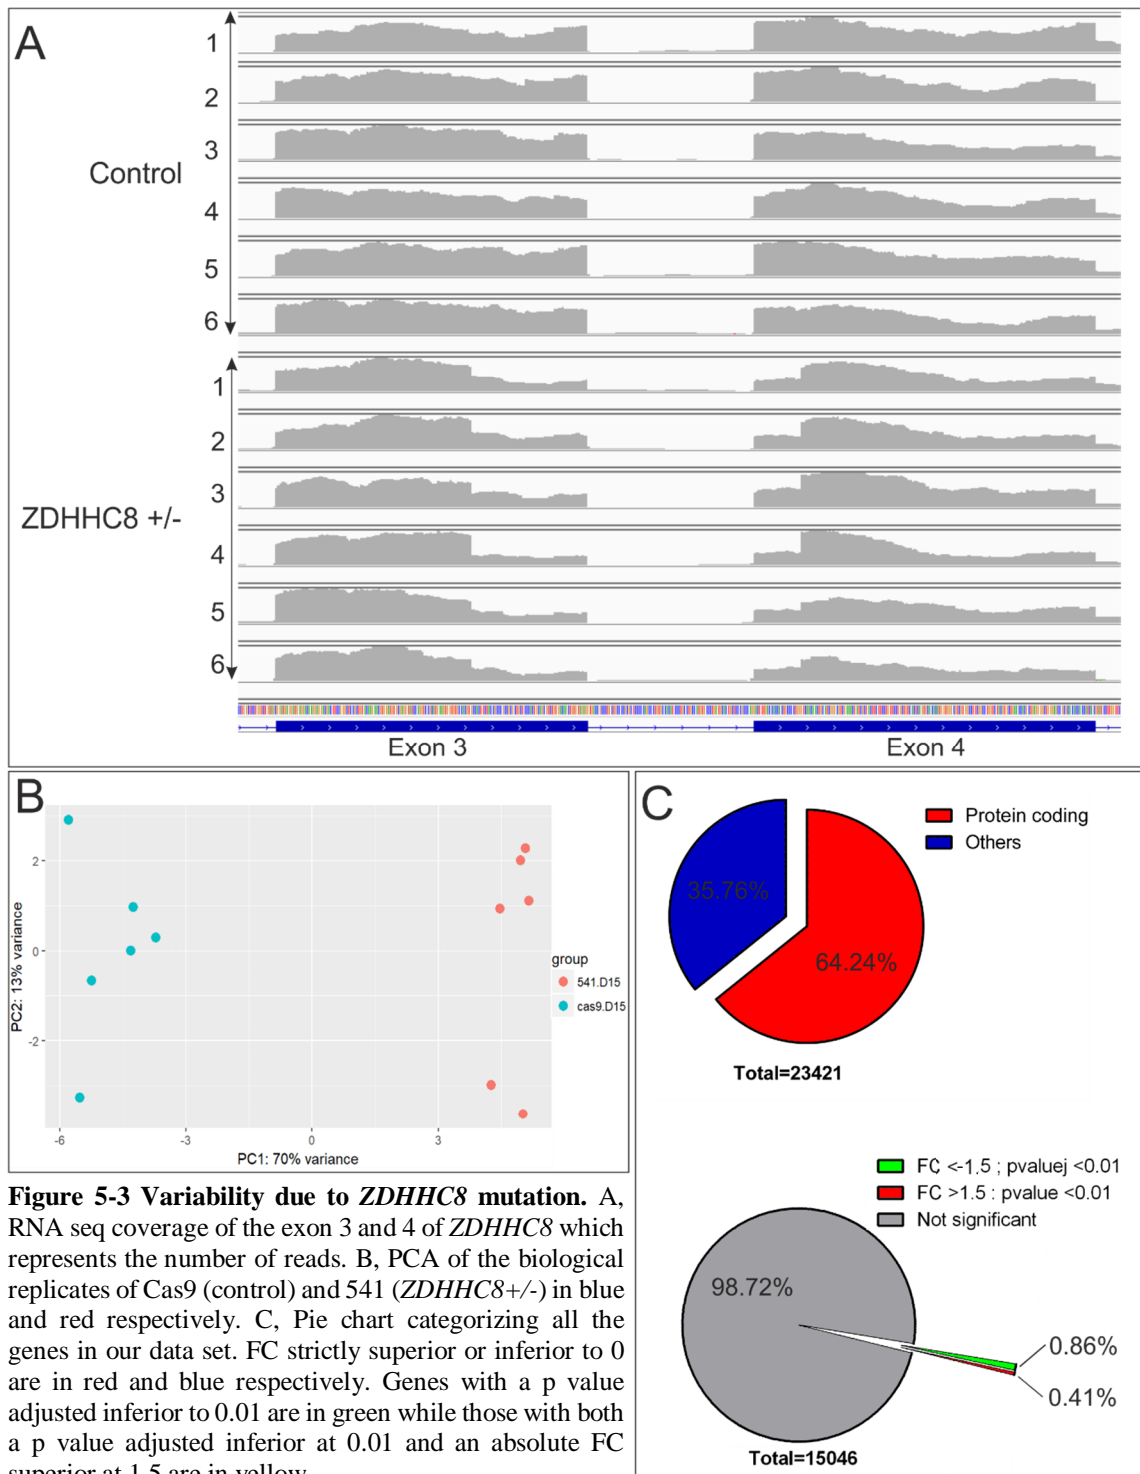 A
1
2
3
Control
4
5
6
1
2
3
ZDHHC8 +/-
4
5
6
Exon 3
Exon 4
B
2
0
-2
-6
-3
0
3
PC2: 13% variance
PC1: 70% variance
group
541.D15
cas9.D15
C
Protein coding
Others
35.76%
64.24%
Total=23421
FC <-1.5 ; pvaluej <0.01
FC >1.5 : pvalue <0.01
Not significant
98.72%
0.86%
0.41%
Total=15046
Figure 5-3 Variability due to ZDHHC8 mutation. A,
RNA seq coverage of the exon 3 and 4 of ZDHHC8 which
represents the number of reads. B, PCA of the biological
replicates of Cas9 (control) and 541 (ZDHHC8+/-) in blue
and red respectively. C, Pie chart categorizing all the
genes in our data set. FC strictly superior or inferior to 0
are in red and blue respectively. Genes with a p value
adjusted inferior to 0.01 are in green while those with both
a p value adjusted inferior at 0.01 and an absolute FC
superior at 1.5 are in yellow